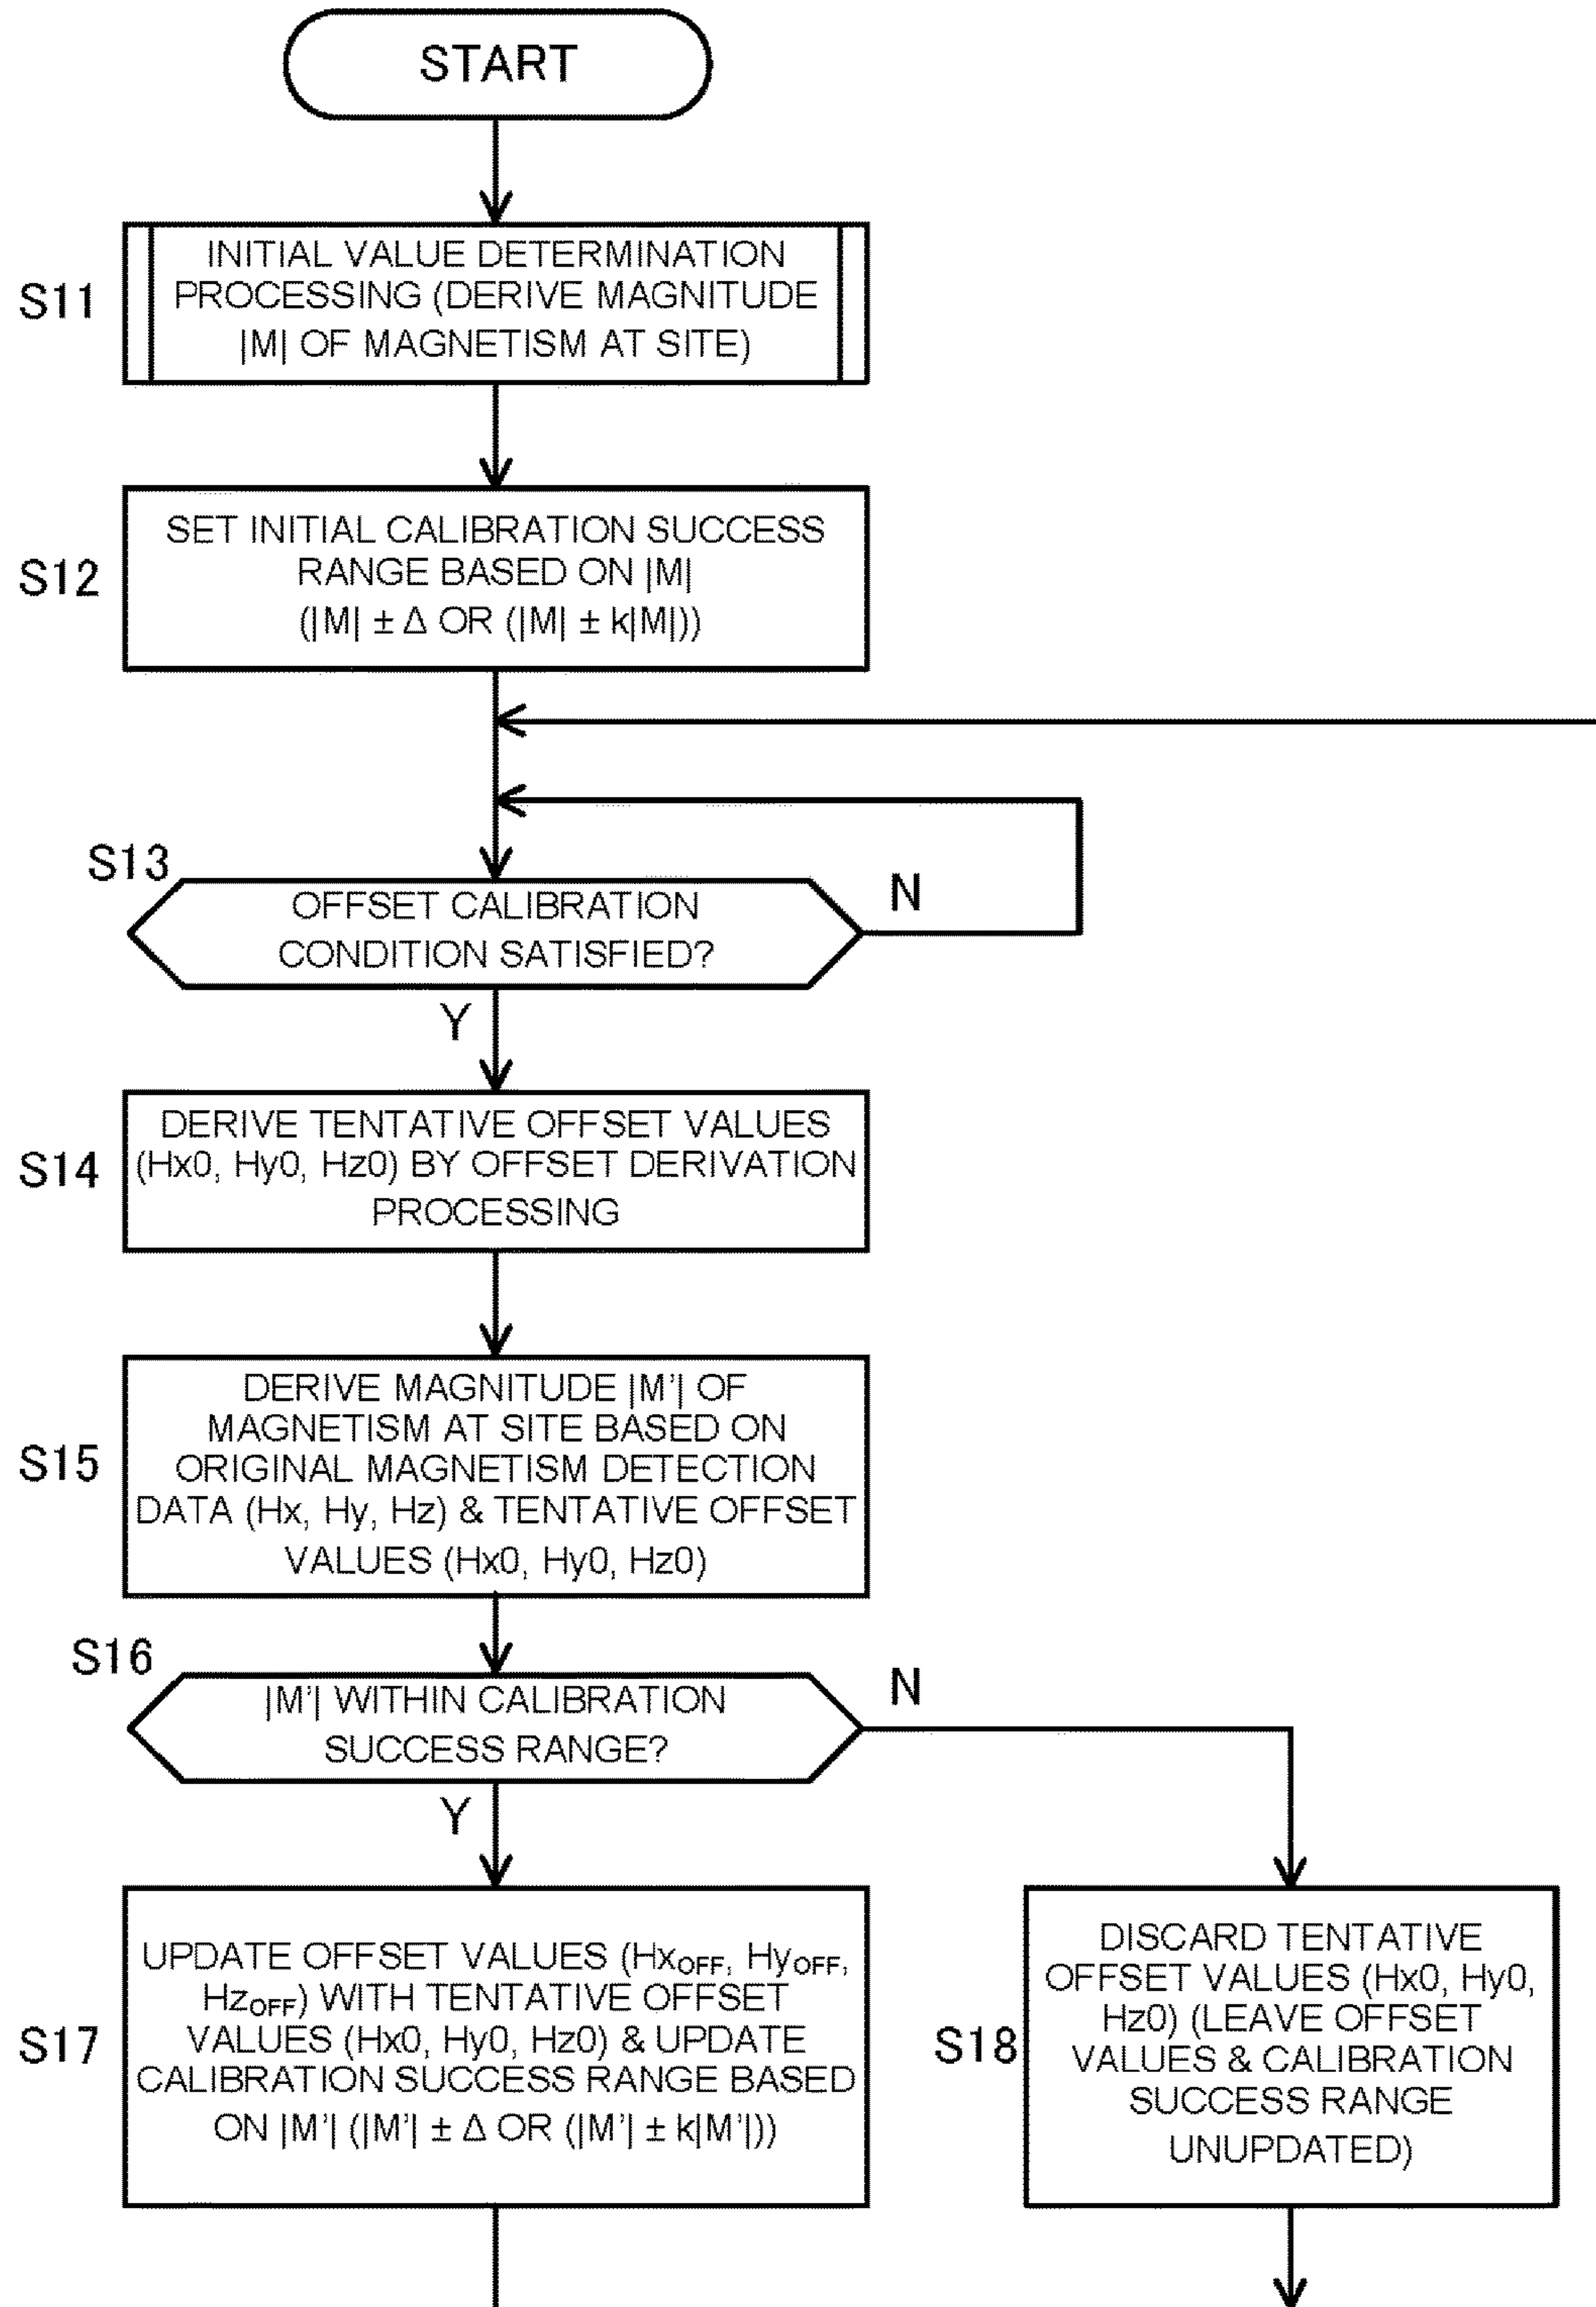 START
S11
INITIAL VALUE DETERMINATION
PROCESSING (DERIVE MAGNITUDE
|M| OF MAGNETISM AT SITE)
S12
SET INITIAL CALIBRATION SUCCESS
RANGE BASED ON |M|
(|M| ± Δ OR (|M| ± k|M|))
S13
OFFSET CALIBRATION
CONDITION SATISFIED?
N
Y
S14
DERIVE TENTATIVE OFFSET VALUES
(Hx0, Hy0, Hz0) BY OFFSET DERIVATION
PROCESSING
S15
DERIVE MAGNITUDE |M'| OF
MAGNETISM AT SITE BASED ON
ORIGINAL MAGNETISM DETECTION
DATA (Hx, Hy, Hz) & TENTATIVE OFFSET
VALUES (Hx0, Hy0, Hz0)
S16
|M'| WITHIN CALIBRATION
SUCCESS RANGE?
N
Y
S17
UPDATE OFFSET VALUES (HxOFF, HyOFF,
HzOFF) WITH TENTATIVE OFFSET
VALUES (Hx0, Hy0, Hz0) & UPDATE
CALIBRATION SUCCESS RANGE BASED
ON |M'| (|M'| ± Δ OR (|M'| ± k|M'|))
S18
DISCARD TENTATIVE
OFFSET VALUES (Hx0, Hy0,
Hz0) (LEAVE OFFSET
VALUES & CALIBRATION
SUCCESS RANGE
UNUPDATED)